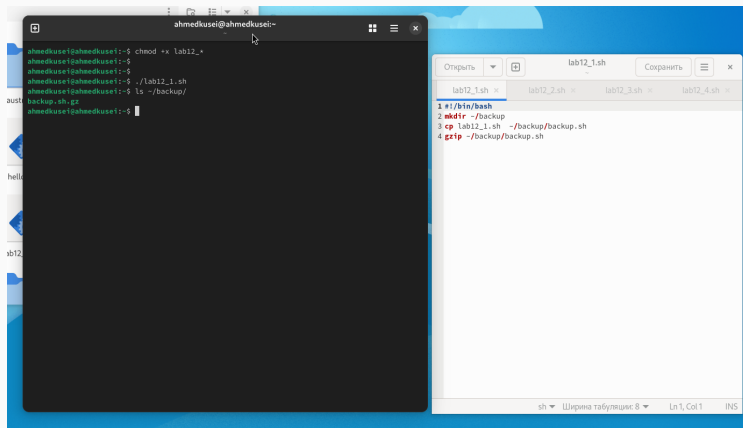 ahmedkusei@ahmedkusei:~
~
ahmedkusei@ahmedkusei:~$ chmod +x lab12_*
ahmedkusei@ahmedkusei:~$
ahmedkusei@ahmedkusei:~$
ahmedkusei@ahmedkusei:~$ ./lab12_1.sh
ahmedkusei@ahmedkusei:~$ ls ~/backup/
backup.sh.gz
ahmedkusei@ahmedkusei:~$
Открыть
lab12_1.sh
~
Сохранить
lab12_1.sh × lab12_2.sh × lab12_3.sh × lab12_4.sh ×
1 #!/bin/bash
2 mkdir ~/backup
3 cp lab12_1.sh  ~/backup/backup.sh
4 gzip ~/backup/backup.sh
sh Ширина табуляции: 8 Ln 1, Col 1 INS